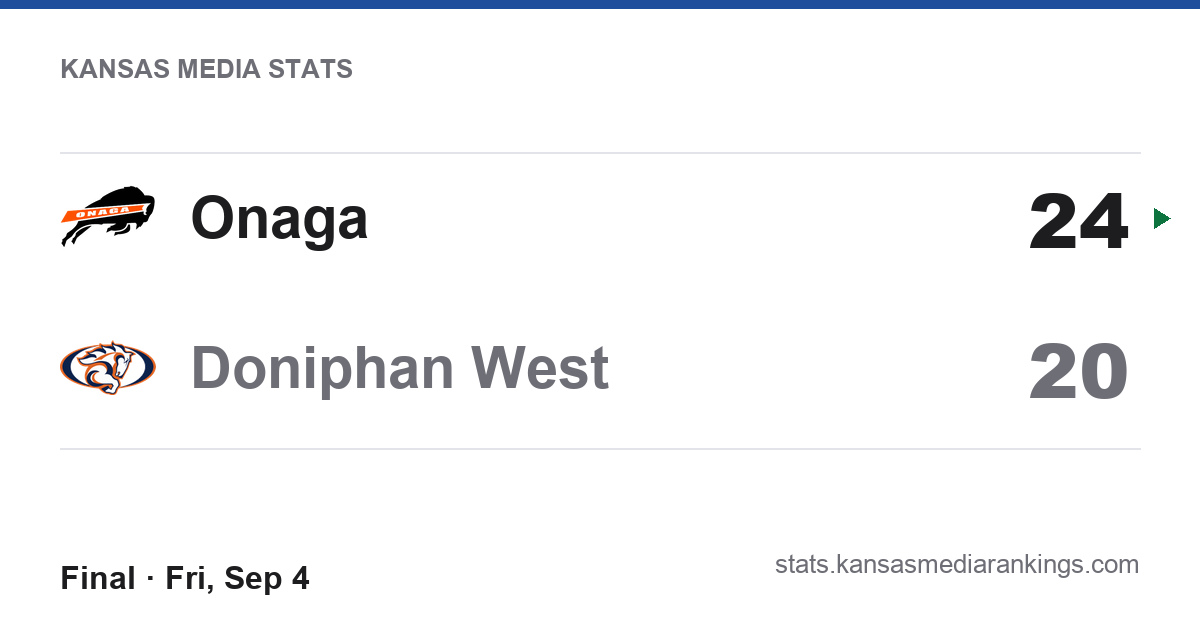 KANSAS MEDIA STATS
ONAGA
Onaga 24
Doniphan West 20
Final · Fri, Sep 4
stats.kansasmediarankings.com